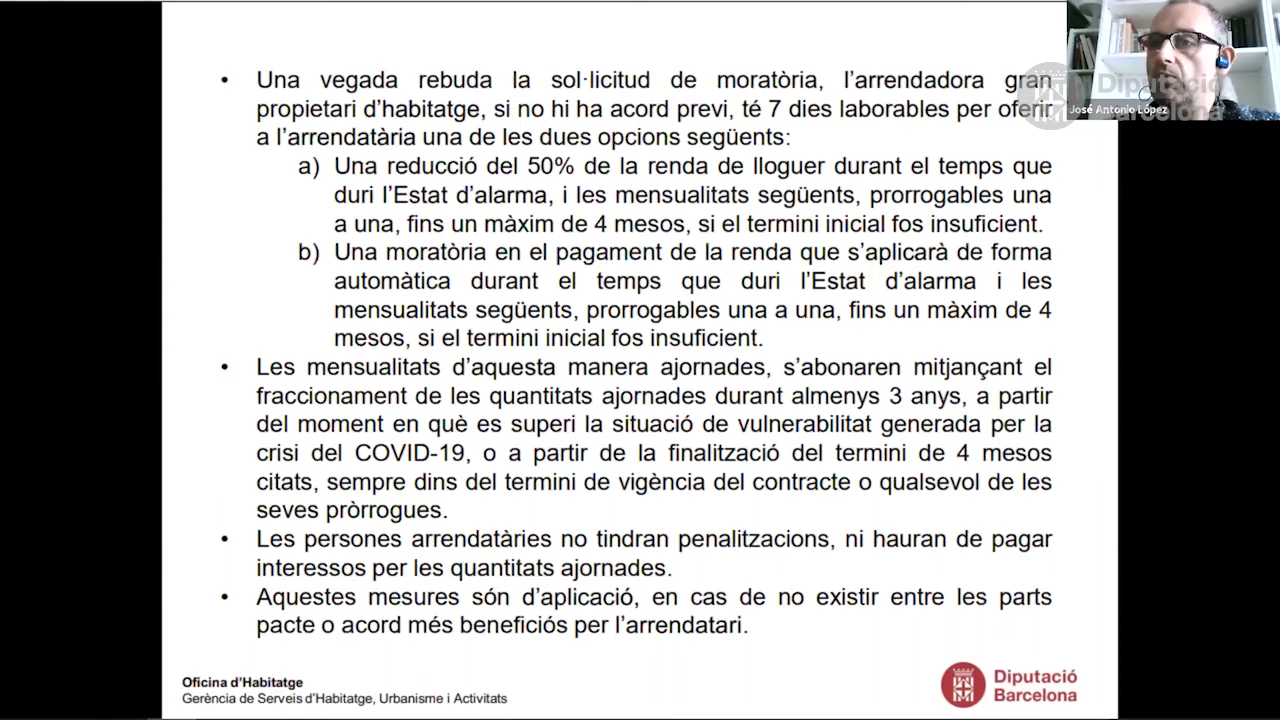 • Una vegada rebuda la sol·licitud de moratòria, l’arrendadora gran
propietari d’habitatge, si no hi ha acord previ, té 7 dies laborables per oferir
a l’arrendatària una de les dues opcions següents:
a) Una reducció del 50% de la renda de lloguer durant el temps que
duri l’Estat d’alarma, i les mensualitats següents, prorrogables una
a una, fins un màxim de 4 mesos, si el termini inicial fos insuficient.
b) Una moratòria en el pagament de la renda que s’aplicarà de forma
automàtica durant el temps que duri l’Estat d’alarma i les
mensualitats següents, prorrogables una a una, fins un màxim de 4
mesos, si el termini inicial fos insuficient.
• Les mensualitats d’aquesta manera ajornades, s’abonaren mitjançant el
fraccionament de les quantitats ajornades durant almenys 3 anys, a partir
del moment en què es superi la situació de vulnerabilitat generada per la
crisi del COVID-19, o a partir de la finalització del termini de 4 mesos
citats, sempre dins del termini de vigència del contracte o qualsevol de les
seves pròrrogues.
• Les persones arrendatàries no tindran penalitzacions, ni hauran de pagar
interessos per les quantitats ajornades.
• Aquestes mesures són d’aplicació, en cas de no existir entre les parts
pacte o acord més beneficiós per l’arrendatari.
Diputació
Barcelona
José Antonio López
Oficina d’Habitatge
Gerència de Serveis d’Habitatge, Urbanisme i Activitats
Diputació
Barcelona